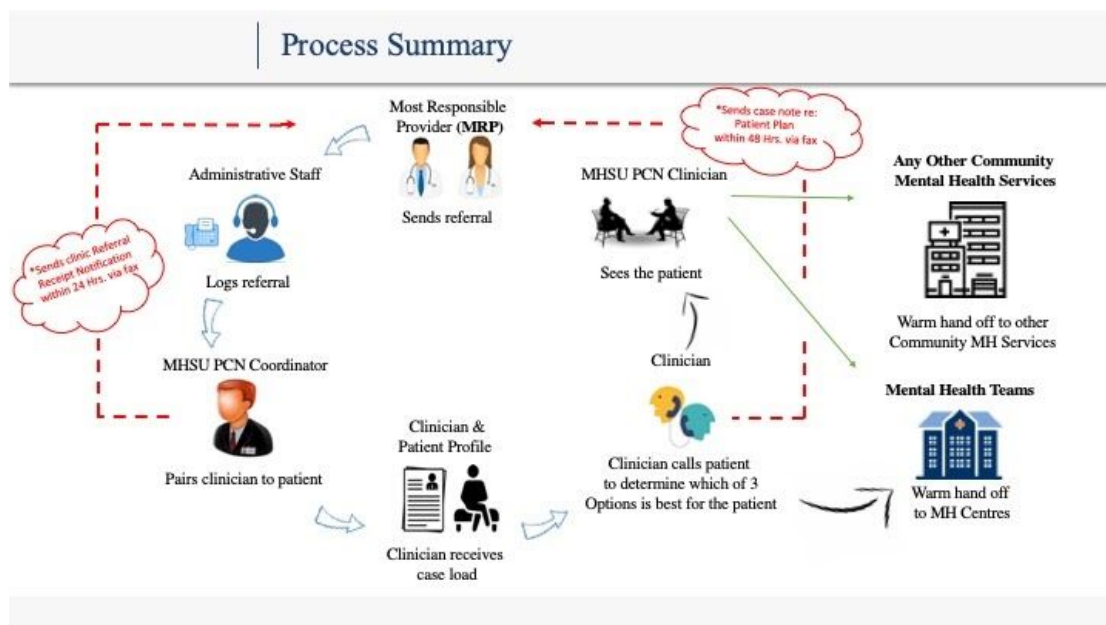 Process Summary
Most Responsible
Provider (MRP)
Sends referral
Administrative Staff
Logs referral
*Sends clinic Referral
Receipt Notification
within 24 Hrs. via fax
MHSU PCN Coordinator
Pairs clinician to patient
Clinician &
Patient Profile
Clinician receives
case load
Clinician
Clinician calls patient
to determine which of 3
Options is best for the patient
MHSU PCN Clinician
Sees the patient
*Sends case note re:
Patient Plan
within 48 Hrs. via fax
Any Other Community
Mental Health Services
Warm hand off to other
Community MH Services
Mental Health Teams
Warm hand off
to MH Centres